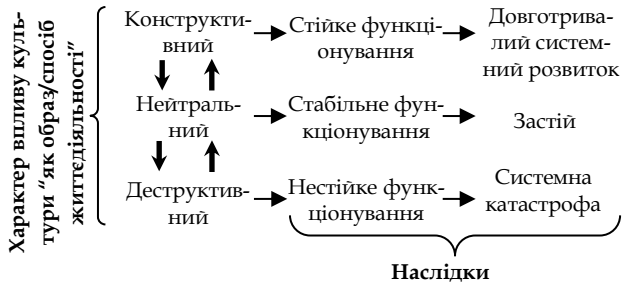 Характер впливу куль-
тури “як образ/спосіб
життєдіяльності”
Конструкти-
вний
Стійке функці-
онування
Довготрива-
лий систем-
ний розвиток
Нейтраль-
ний
Стабільне фун-
кціонування
Застій
Деструктив-
ний
Нестійке функ-
ціонування
Системна
катастрофа
Наслідки